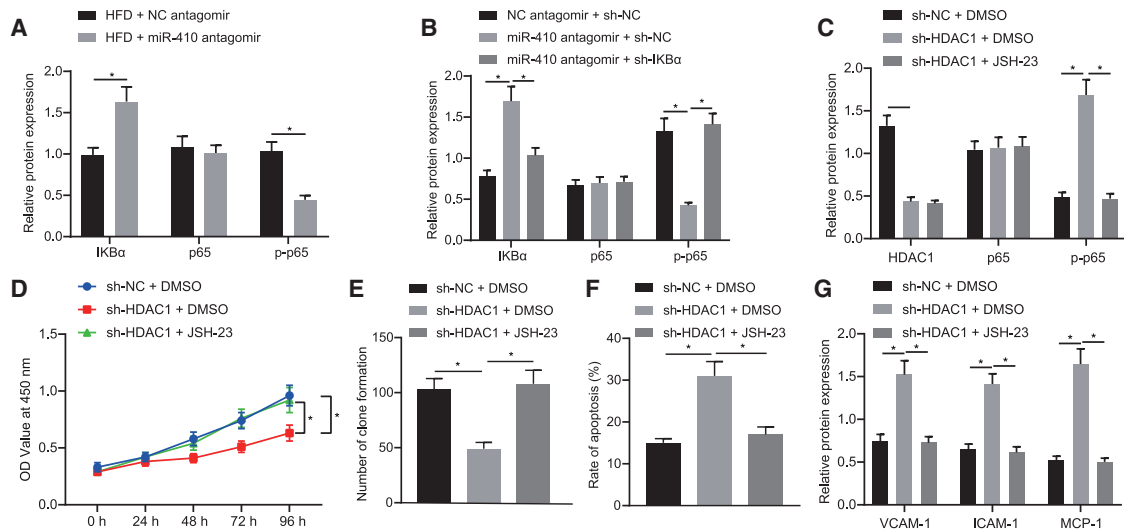 A
HFD + NC antagomir
HFD + miR-410 antagomir
Relative protein expression
2.0
1.5
1.0
0.5
0.0
*
*
IKBα p65 p-p65
B
NC antagomir + sh-NC
miR-410 antagomir + sh-NC
miR-410 antagomir + sh-IKBα
Relative protein expression
2.0
1.5
1.0
0.5
0.0
* *
* *
IKBα p65 p-p65
C
sh-NC + DMSO
sh-HDAC1 + DMSO
sh-HDAC1 + JSH-23
Relative protein expression
2.0
1.5
1.0
0.5
0.0
* *
HDAC1 p65 p-p65
D
sh-NC + DMSO
sh-HDAC1 + DMSO
sh-HDAC1 + JSH-23
OD Value at 450 nm
1.5
1.0
0.5
0.0
* *
0 h 24 h 48 h 72 h 96 h
E
sh-NC + DMSO
sh-HDAC1 + DMSO
sh-HDAC1 + JSH-23
Number of clone formation
150
100
50
0
* *
F
sh-NC + DMSO
sh-HDAC1 + DMSO
sh-HDAC1 + JSH-23
Rate of apoptosis (%)
40
30
20
10
0
* *
G
sh-NC + DMSO
sh-HDAC1 + DMSO
sh-HDAC1 + JSH-23
Relative protein expression
2.0
1.5
1.0
0.5
0.0
* *
* *
* *
VCAM-1 ICAM-1 MCP-1